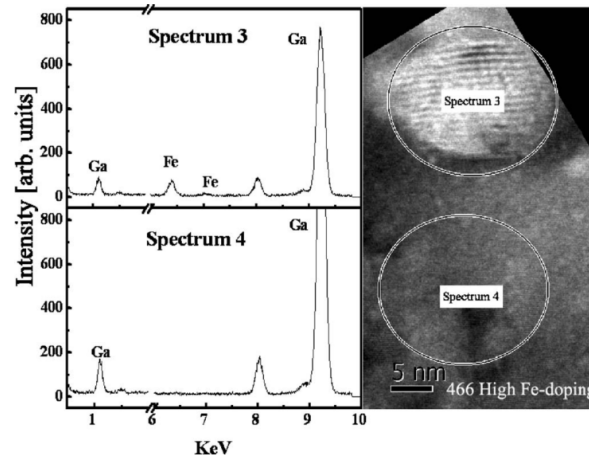 Spectrum 3
Ga
Ga
Fe
Fe
800
600
400
200
0
Spectrum 4
Ga
Ga
800
600
400
200
0
Intensity [arb. units]
1 6 7 8 9 10
KeV
Spectrum 3
Spectrum 4
5 nm
466 High Fe-doping